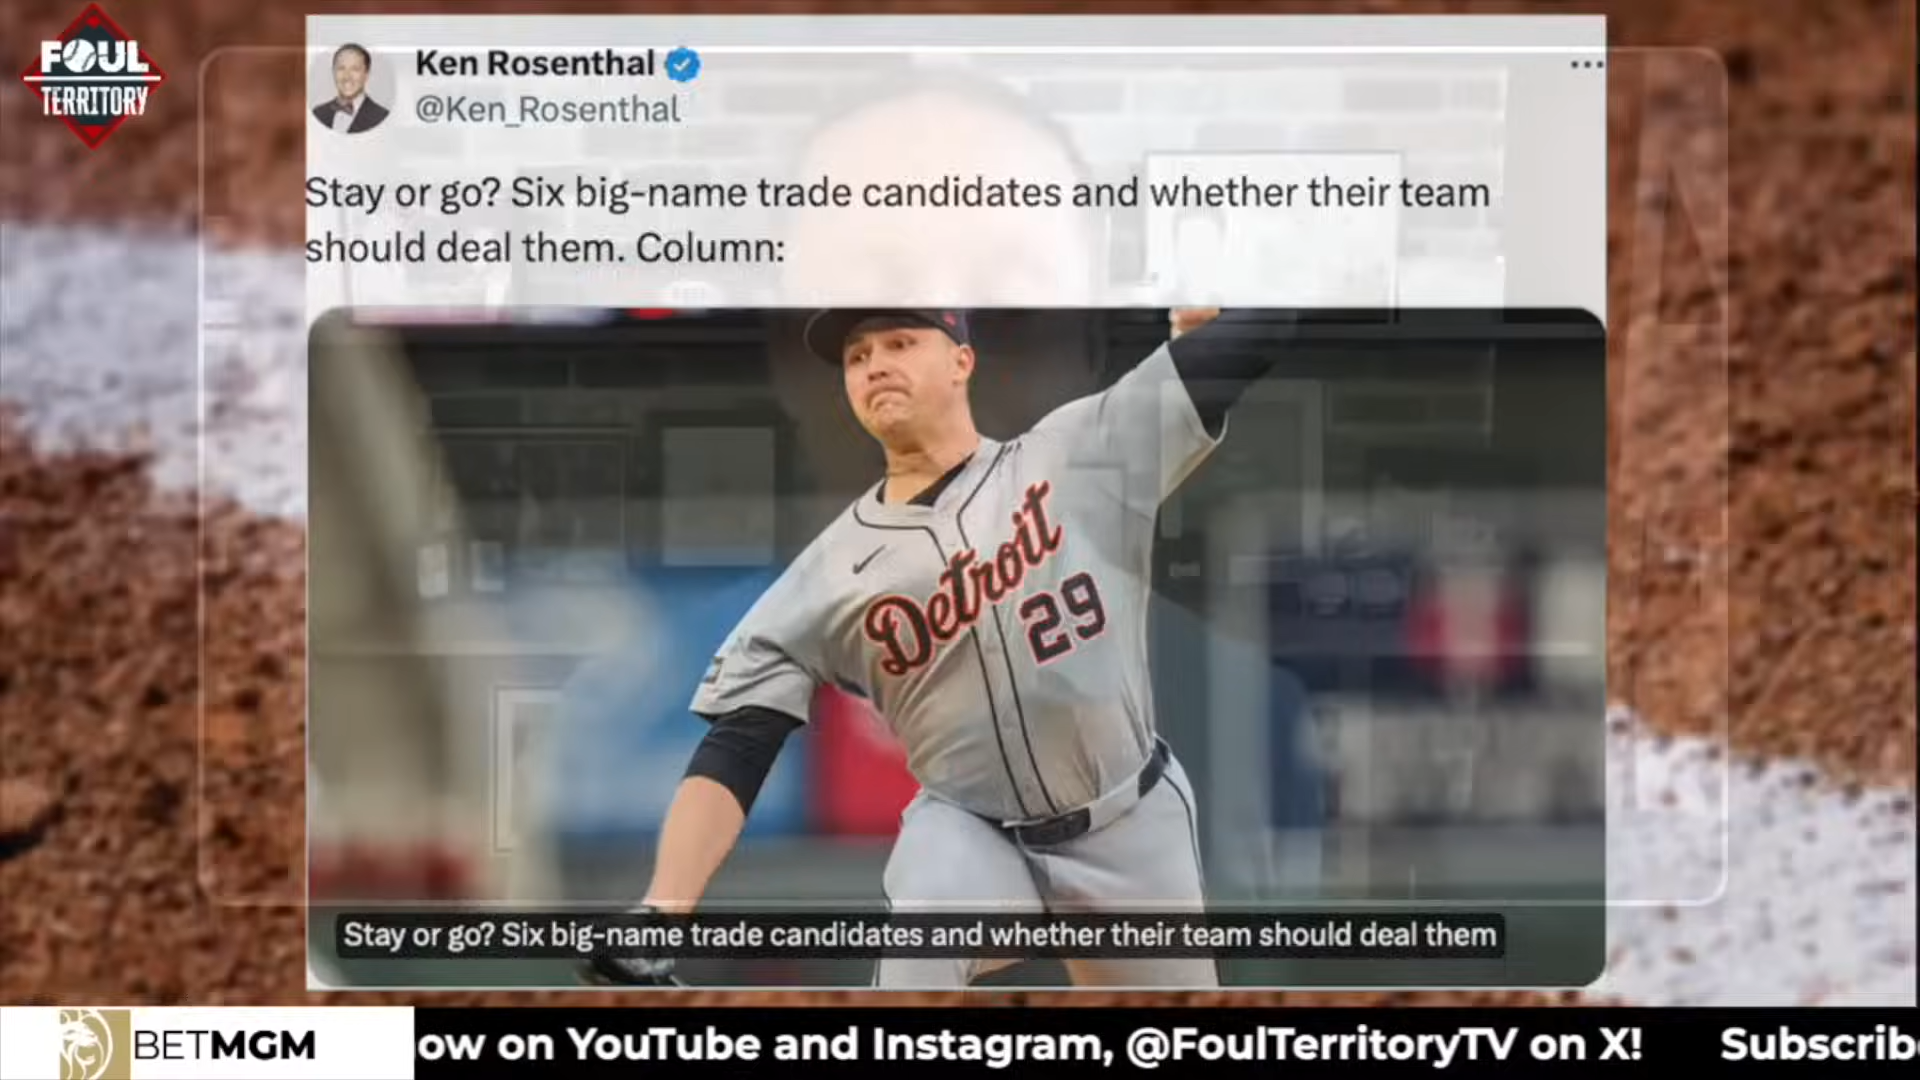 FOUL
TERRITORY
Ken Rosenthal
@Ken_Rosenthal
Stay or go? Six big-name trade candidates and whether their team
should deal them. Column:
Detroit
29
Stay or go? Six big-name trade candidates and whether their team should deal them
BETMGM
ow on YouTube and Instagram, @FoulTerritoryTV on X! Subscrib